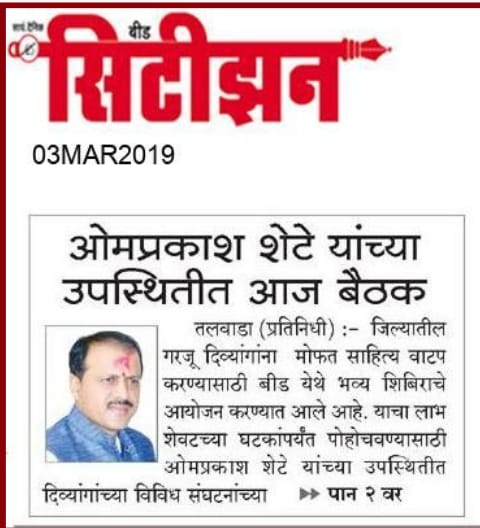 सायं.दैनिक
बीड
सिटीझन
03MAR2019
ओमप्रकाश शेटे यांच्या
उपस्थितीत आज बैठक
तलवाडा (प्रतिनिधी) :- जिल्यातील
गरजू दिव्यांगांना मोफत साहित्य वाटप
करण्यासाठी बीड येथे भव्य शिबिराचे
आयोजन करण्यात आले आहे. याचा लाभ
शेवटच्या घटकांपर्यंत पोहोचवण्यासाठी
ओमप्रकाश शेटे यांच्या उपस्थितीत
दिव्यांगांच्या विविध संघटनांच्या ▸▸ पान २ वर